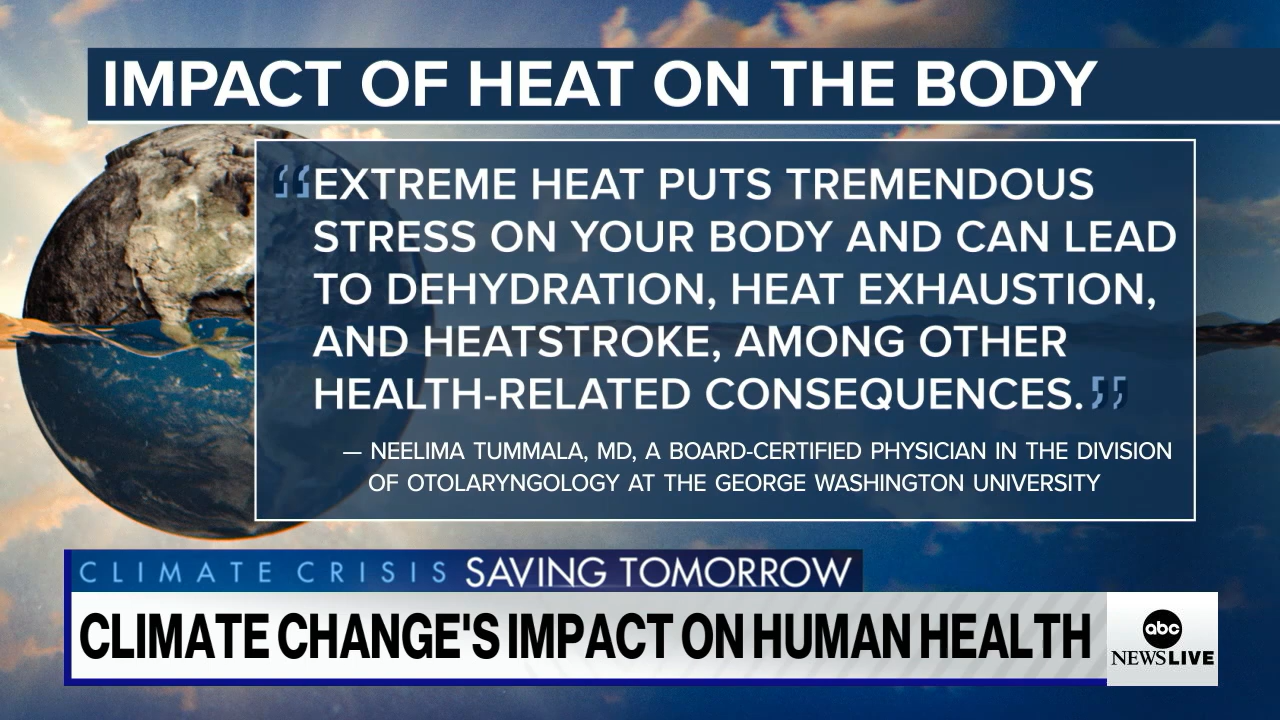 IMPACT OF HEAT ON THE BODY
“EXTREME HEAT PUTS TREMENDOUS
STRESS ON YOUR BODY AND CAN LEAD
TO DEHYDRATION, HEAT EXHAUSTION,
AND HEATSTROKE, AMONG OTHER
HEALTH-RELATED CONSEQUENCES.”
— NEELIMA TUMMALA, MD, A BOARD-CERTIFIED PHYSICIAN IN THE DIVISION
OF OTOLARYNGOLOGY AT THE GEORGE WASHINGTON UNIVERSITY
CLIMATE CRISIS SAVING TOMORROW
CLIMATE CHANGE'S IMPACT ON HUMAN HEALTH
abc
NEWSLIVE